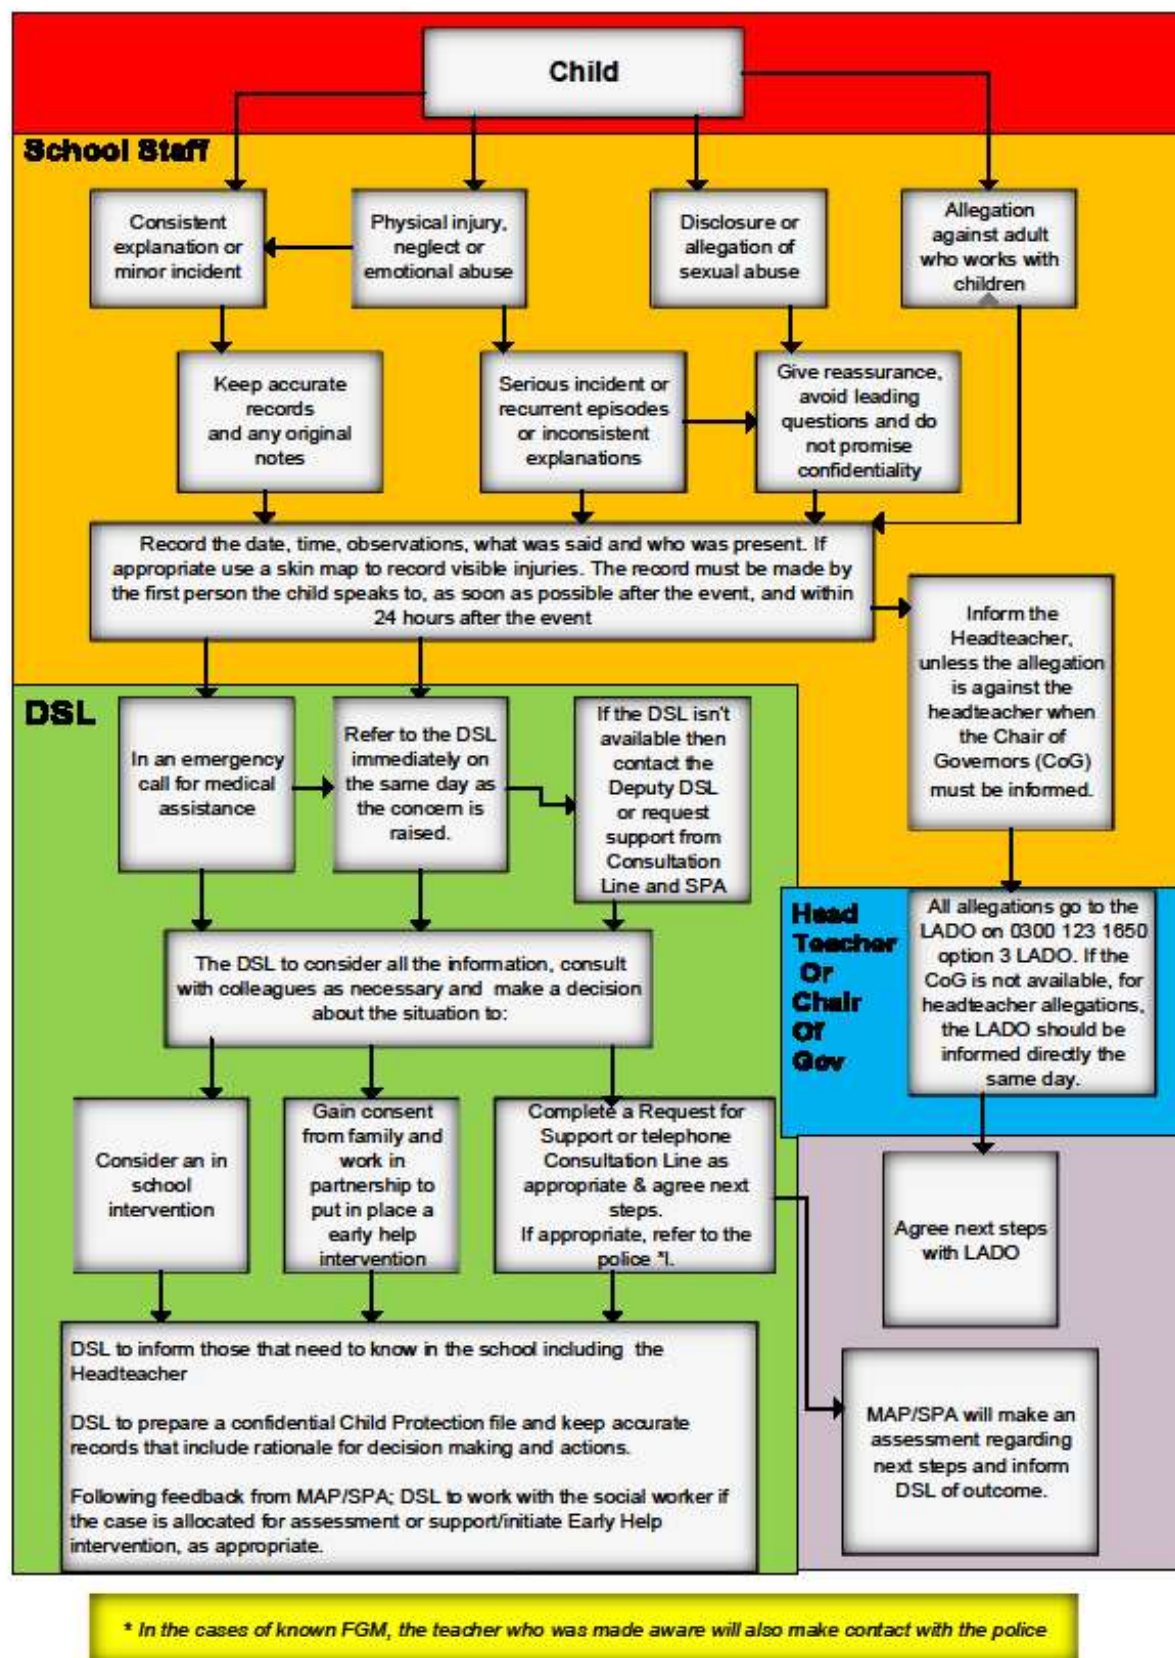 Child
School Staff
Consistent
explanation or
minor incident
Physical injury,
neglect or
emotional abuse
Disclosure or
allegation of
sexual abuse
Allegation
against adult
who works with
children
Keep accurate
records
and any original
notes
Serious incident or
recurrent episodes
or inconsistent
explanations
Give reassurance,
avoid leading
questions and do
not promise
confidentiality
Record the date, time, observations, what was said and who was present. If
appropriate use a skin map to record visible injuries. The record must be made by
the first person the child speaks to, as soon as possible after the event, and within
24 hours after the event
Inform the
Headteacher,
unless the allegation
is against the
headteacher when
the Chair of
Governors (CoG)
must be informed.
DSL
In an emergency
call for medical
assistance
Refer to the DSL
immediately on
the same day as
the concern is
raised.
If the DSL isn't
available then
contact the
Deputy DSL
or request
support from
Consultation
Line and SPA
Head
Teacher
Or
Chair
Of
Gov
All allegations go to the
LADO on 0300 123 1650
option 3 LADO. If the
CoG is not available, for
headteacher allegations,
the LADO should be
informed directly the
same day.
The DSL to consider all the information, consult
with colleagues as necessary and make a decision
about the situation to:
Consider an in
school
intervention
Gain consent
from family and
work in
partnership to
put in place a
early help
intervention
Complete a Request for
Support or telephone
Consultation Line as
appropriate & agree next
steps.
If appropriate, refer to the
police *l.
Agree next steps
with LADO
DSL to inform those that need to know in the school including the
Headteacher
DSL to prepare a confidential Child Protection file and keep accurate
records that include rationale for decision making and actions.
Following feedback from MAP/SPA; DSL to work with the social worker if
the case is allocated for assessment or support/initiate Early Help
intervention, as appropriate.
MAP/SPA will make an
assessment regarding
next steps and inform
DSL of outcome.
* In the cases of known FGM, the teacher who was made aware will also make contact with the police